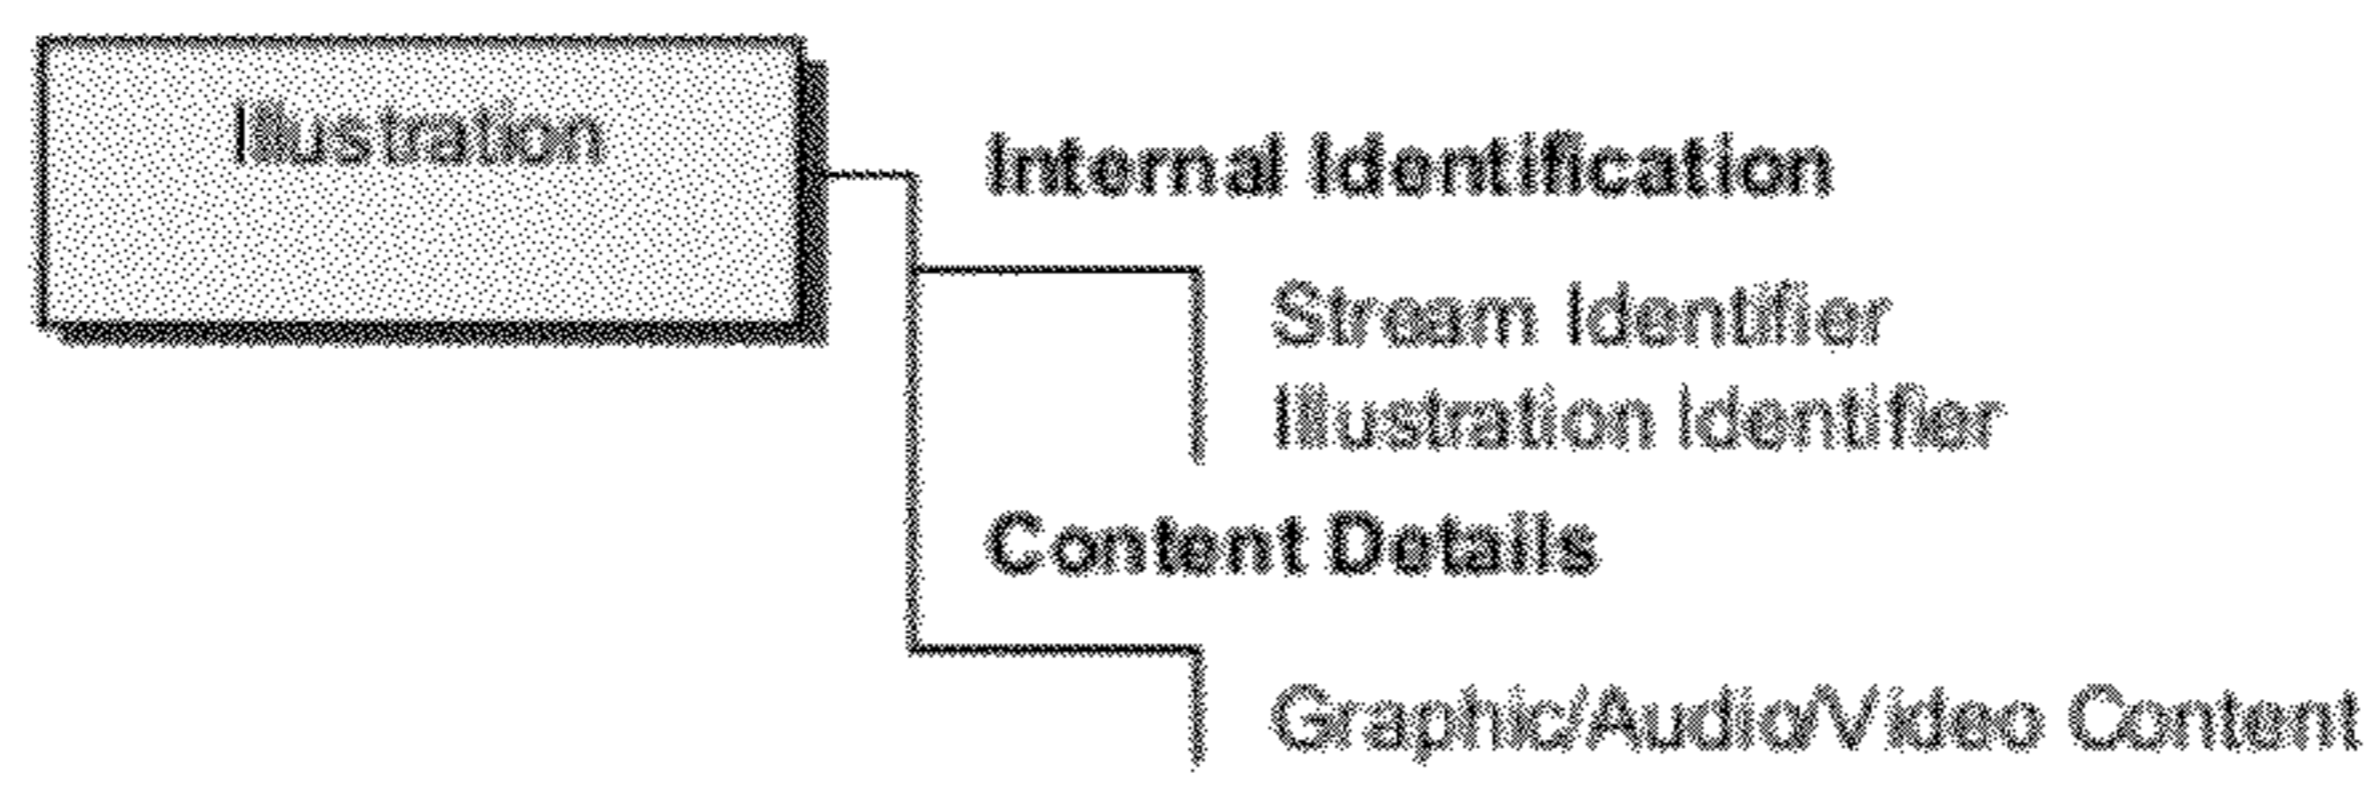 Illustration
Internal Identification
Stream Identifier
Illustration Identifier
Content Details
Graphic/Audio/Video Content